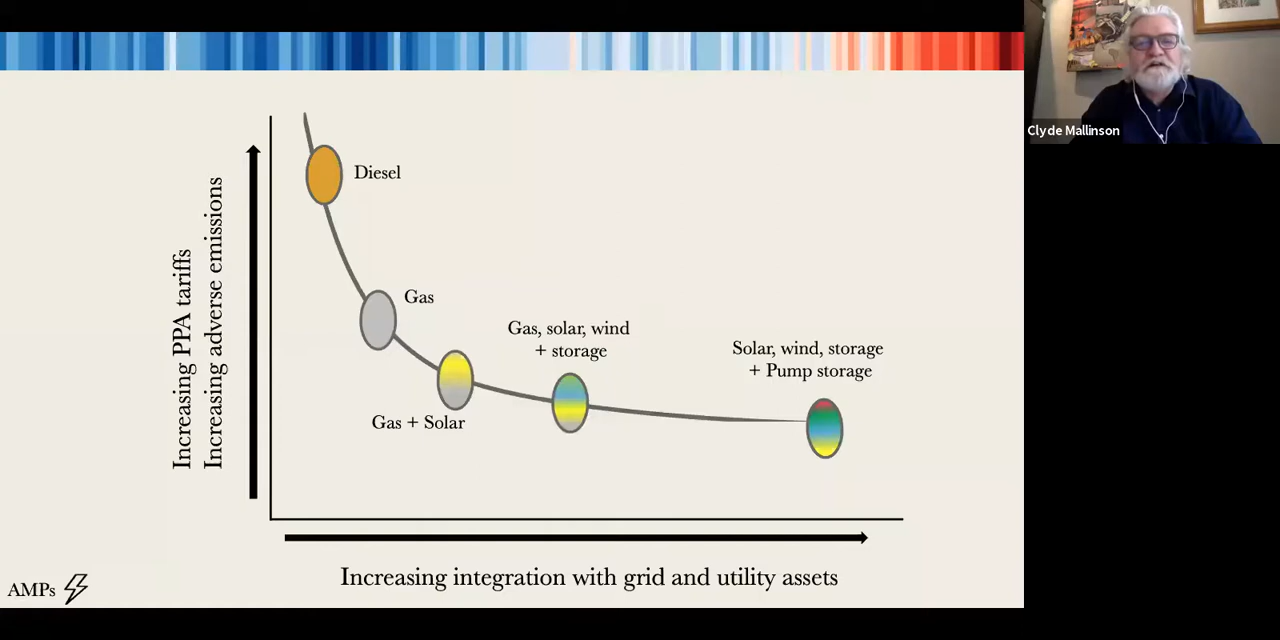 Clyde Mallinson
Diesel
Gas
Gas, solar, wind
+ storage
Solar, wind, storage
+ Pump storage
Gas + Solar
Increasing PPA tariffs
Increasing adverse emissions
Increasing integration with grid and utility assets
AMPs